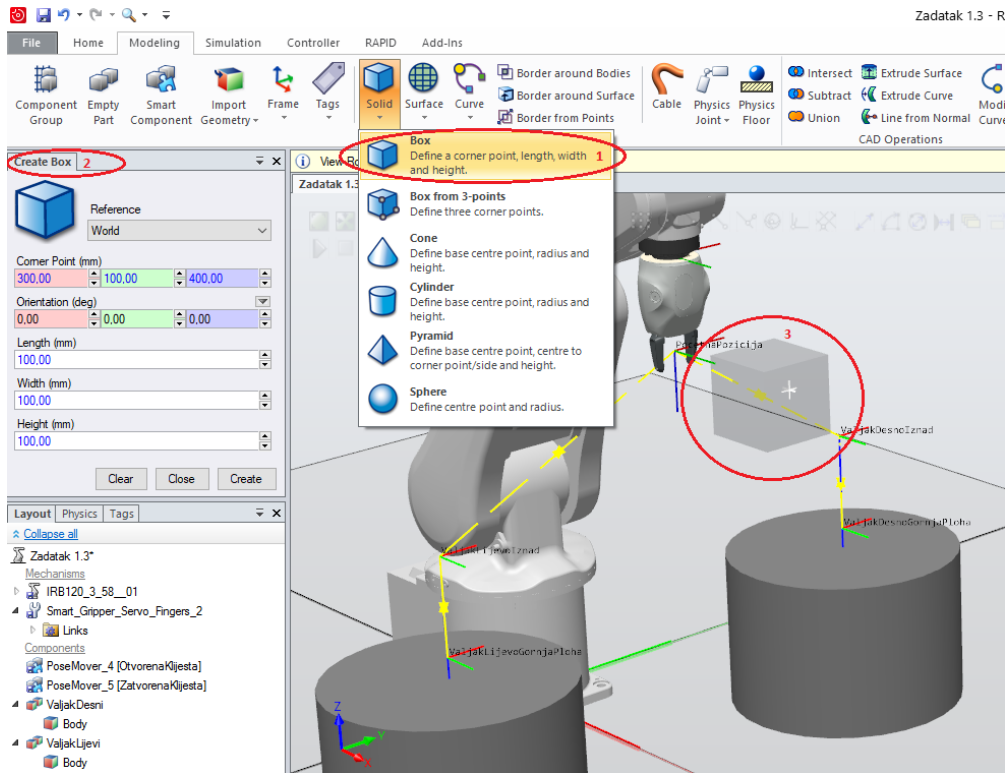 Zadatak 1.3 - R
File Home Modeling Simulation Controller RAPID Add-Ins
Component Group
Empty Part
Smart Component
Import Geometry
Frame
Tags
Solid
Surface
Curve
Border around Bodies
Border around Surface
Border from Points
Cable
Physics Joint
Physics Floor
Intersect
Subtract
Union
Extrude Surface
Extrude Curve
Line from Normal
CAD Operations
Box
Define a corner point, length, width
and height.
1
Box from 3-points
Define three corner points.
Cone
Define base centre point, radius and
height.
Cylinder
Define base centre point, radius and
height.
Pyramid
Define base centre point, centre to
corner point/side and height.
Sphere
Define centre point and radius.
Create Box 2
Reference
World
Corner Point (mm)
300,00 100,00 400,00
Orientation (deg)
0,00 0,00 0,00
Length (mm)
100,00
Width (mm)
100,00
Height (mm)
100,00
Clear Close Create
Layout Physics Tags
Collapse all
Zadatak 1.3*
Mechanisms
IRB120_3_58__01
Smart_Gripper_Servo_Fingers_2
Links
Components
PoseMover_4 [OtvorenaKlijesta]
PoseMover_5 [ZatvorenaKlijesta]
ValjakDesni
Body
ValjakLijevi
Body
View
Zadatak 1.3
PocetnaPozicija
3
ValjakDesnoIznad
ValjakDesnoGornjaPloha
ValjakLijevoIznad
ValjakLijevoGornjaPloha
Z
Y
X